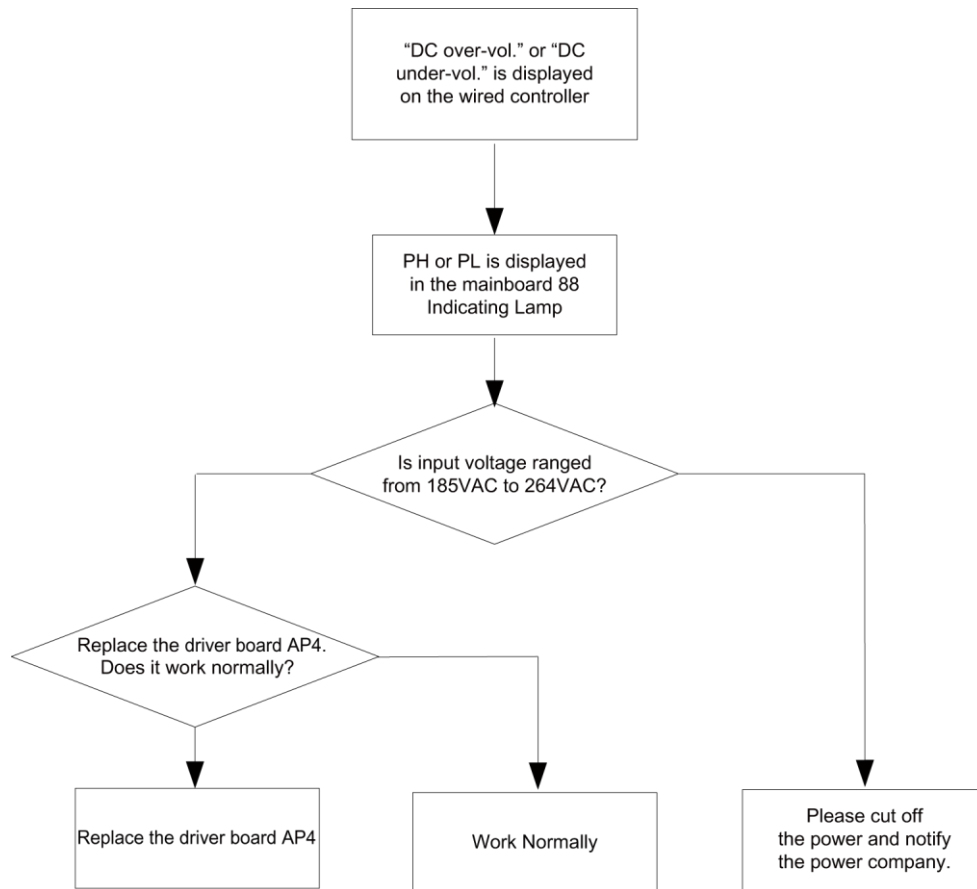 “DC over-vol.” or “DC
under-vol.” is displayed
on the wired controller
PH or PL is displayed
in the mainboard 88
Indicating Lamp
Is input voltage ranged
from 185VAC to 264VAC?
Replace the driver board AP4.
Does it work normally?
Replace the driver board AP4
Work Normally
Please cut off
the power and notify
the power company.